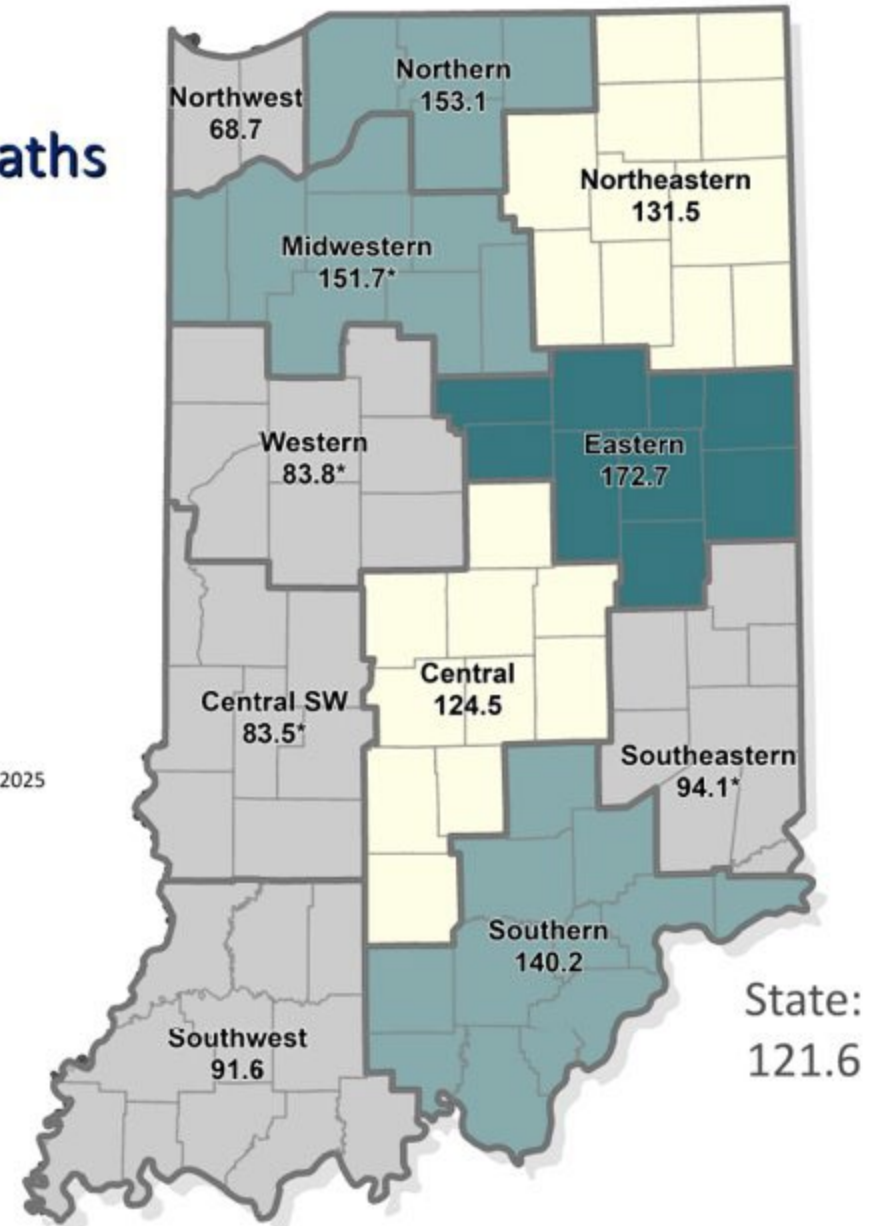 aths
Northern
153.1
Northwest
68.7
Northeastern
131.5
Midwestern
151.7*
Western
83.8*
Eastern
172.7
Central
124.5
Central SW
83.5*
Southeastern
94.1*
2025
Southern
140.2
State:
121.6
Southwest
91.6